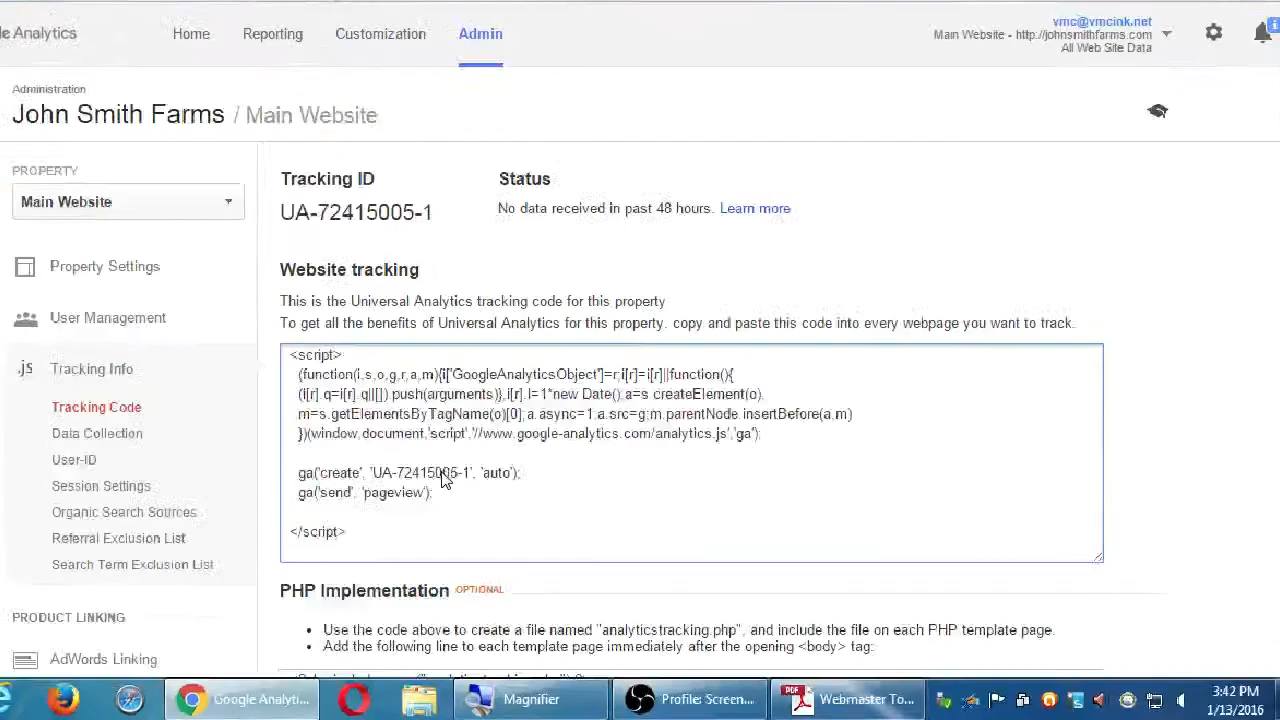 le Analytics
Home
Reporting
Customization
Admin
vmc@vmcink.net
Main Website - http://johnsmithfarms.com
All Web Site Data
Administration
John Smith Farms / Main Website
PROPERTY
Main Website
Property Settings
User Management
.js
Tracking Info
Tracking Code
Data Collection
User-ID
Session Settings
Organic Search Sources
Referral Exclusion List
Search Term Exclusion List
PRODUCT LINKING
AdWords Linking
Tracking ID
UA-72415005-1
Status
No data received in past 48 hours. Learn more
Website tracking
This is the Universal Analytics tracking code for this property
To get all the benefits of Universal Analytics for this property, copy and paste this code into every webpage you want to track.
<script>
(function(i,s,o,g,r,a,m){i['GoogleAnalyticsObject']=r;i[r]=i[r]||function(){
(i[r].q=i[r].q||[]).push(arguments)},i[r].l=1*new Date();a=s.createElement(o),
m=s.getElementsByTagName(o)[0];a.async=1;a.src=g;m.parentNode.insertBefore(a,m)
})(window,document,'script','//www.google-analytics.com/analytics.js','ga');
ga('create', 'UA-72415005-1', 'auto');
ga('send', 'pageview');
</script>
PHP Implementation OPTIONAL
Use the code above to create a file named "analyticstracking.php", and include the file on each PHP template page.
Add the following line to each template page immediately after the opening <body> tag:
Google Analyti...
Magnifier
Profile: Screen...
PDF
Webmaster To...
3:42 PM
1/13/2016